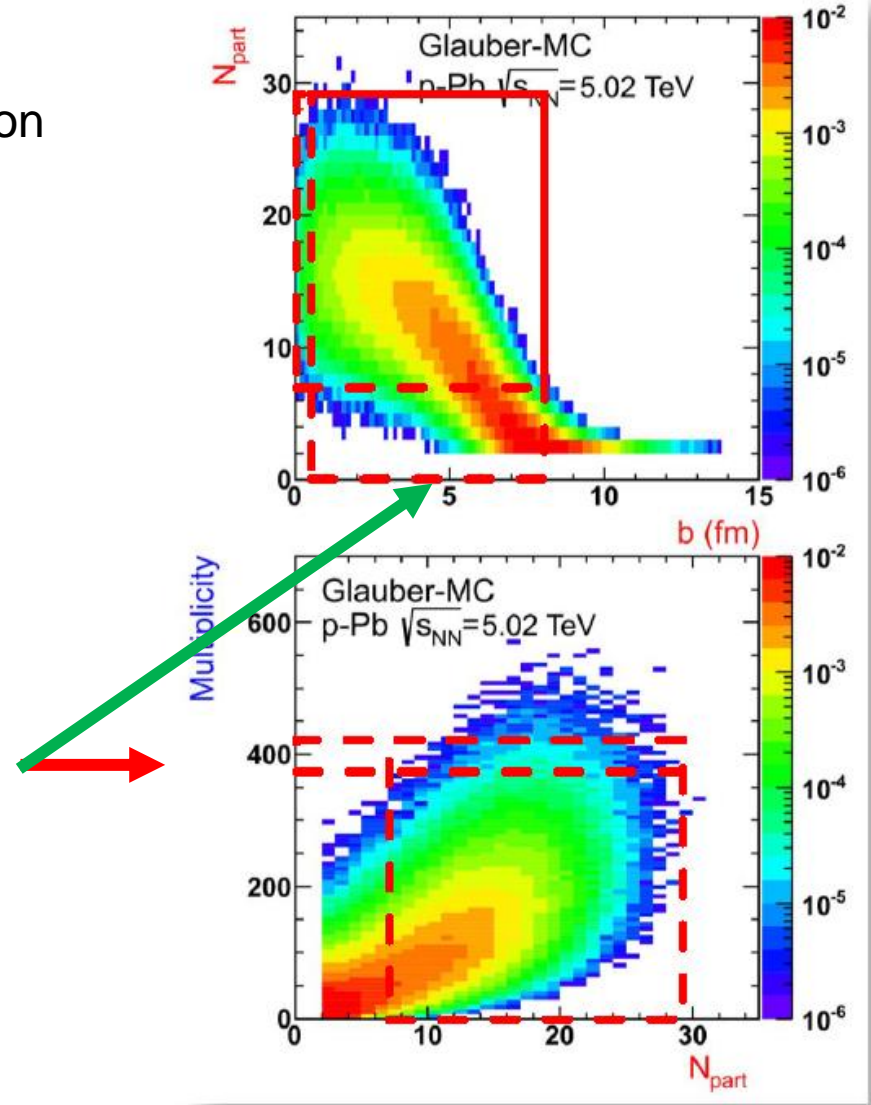 on
N_part
Glauber-MC
p-Pb √s_NN=5.02 TeV
30
20
10
0
0 5 10 15
b (fm)
10^-2
10^-3
10^-4
10^-5
10^-6
Multiplicity
Glauber-MC
p-Pb √s_NN=5.02 TeV
600
400
200
0
0 10 20 30
N_part
10^-2
10^-3
10^-4
10^-5
10^-6